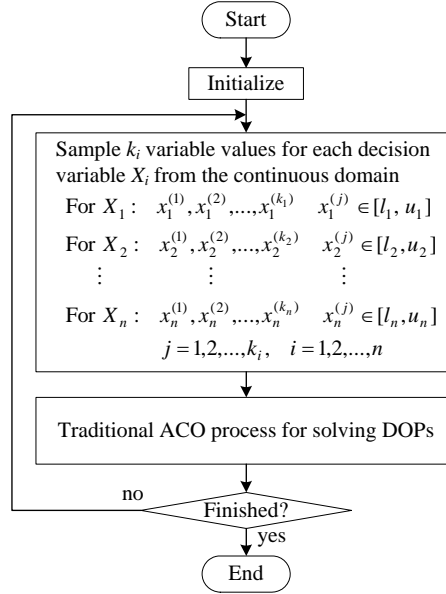 Start
Initialize
Sample k_i variable values for each decision
variable X_i from the continuous domain
For X_1 : x_1^(1), x_1^(2),..., x_1^(k_1) x_1^(j) ∈[l_1, u_1]
For X_2 : x_2^(1), x_2^(2),..., x_2^(k_2) x_2^(j) ∈[l_2, u_2]
⋮ ⋮ ⋮
For X_n : x_n^(1), x_n^(2),..., x_n^(k_n) x_n^(j) ∈[l_n, u_n]
j = 1,2,...,k_i, i = 1,2,...,n
Traditional ACO process for solving DOPs
no
Finished?
yes
End